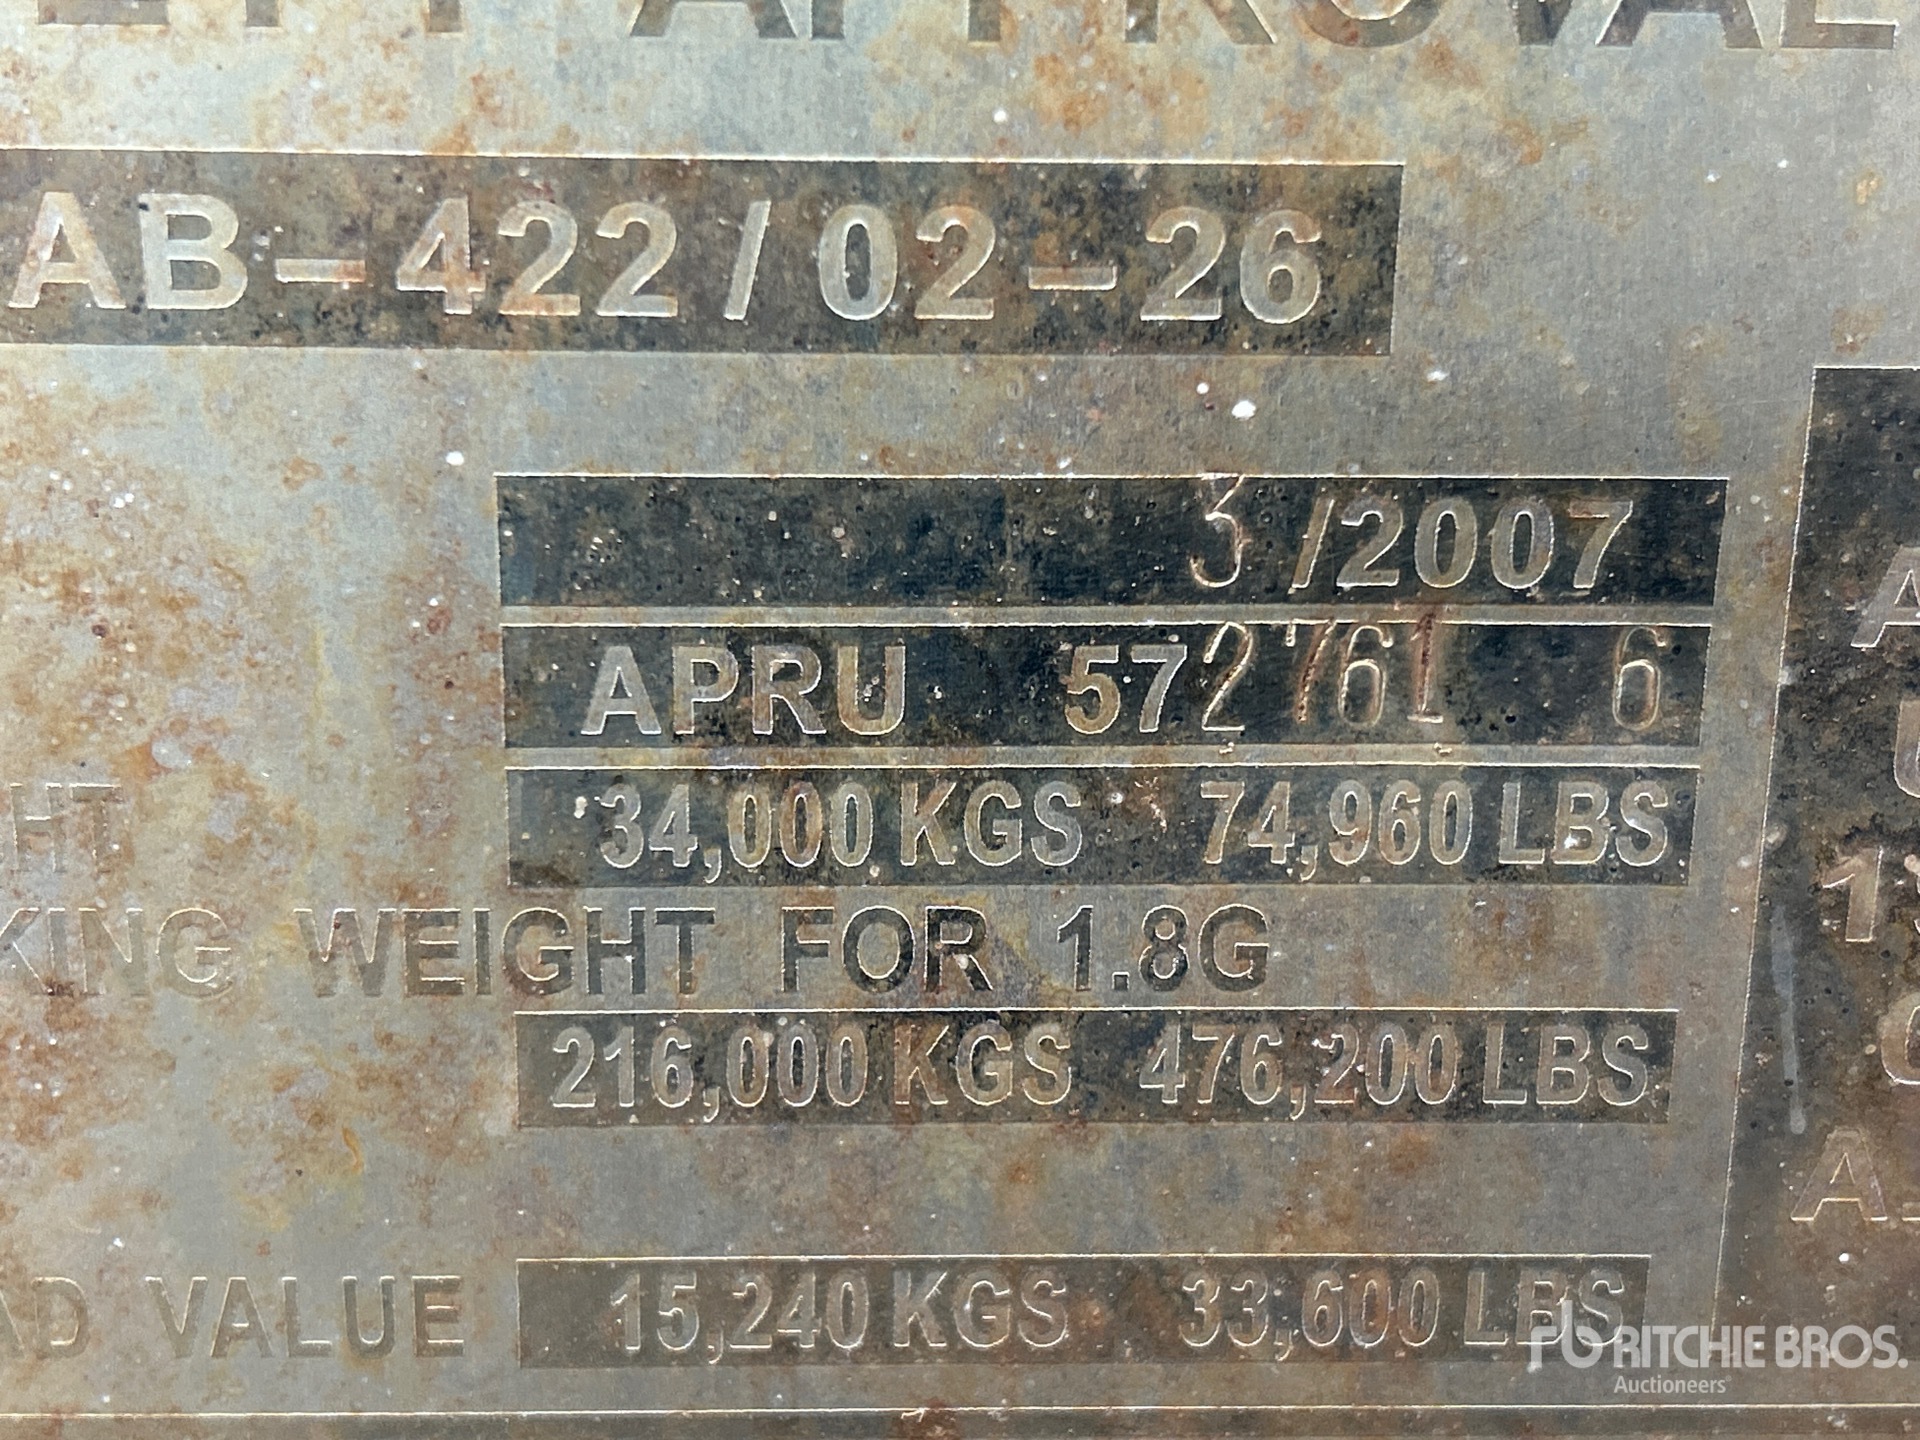 APPROVAL
AB-422/02-26
3/2007
APRU 572761 6
34,000 KGS 74,960 LBS
WEIGHT FOR 1.8G
216,000 KGS 476,200 LBS
VALUE 15,240 KGS 33,600 LBS
RITCHIE BROS.
Auctioneers